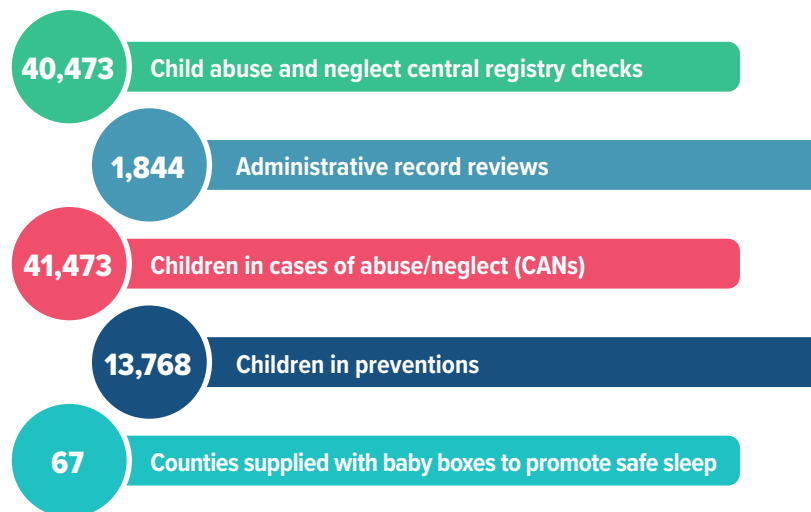 40,473 Child abuse and neglect central registry checks
1,844 Administrative record reviews
41,473 Children in cases of abuse/neglect (CANs)
13,768 Children in preventions
67 Counties supplied with baby boxes to promote safe sleep